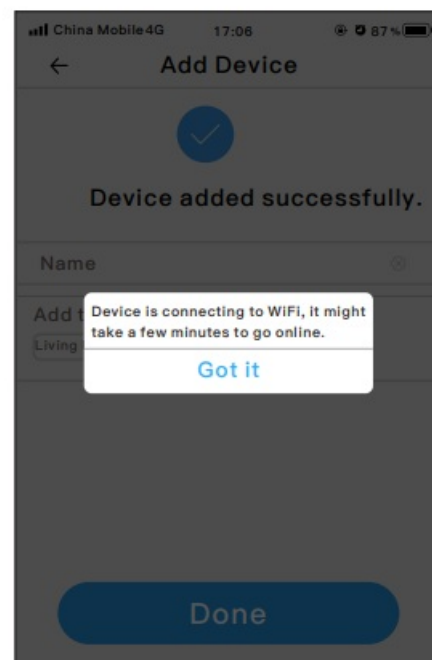 China Mobile 4G 17:06 87%
Add Device
Device added successfully.
Name
Add t
Living
Device is connecting to WiFi, it might
take a few minutes to go online.
Got it
Done